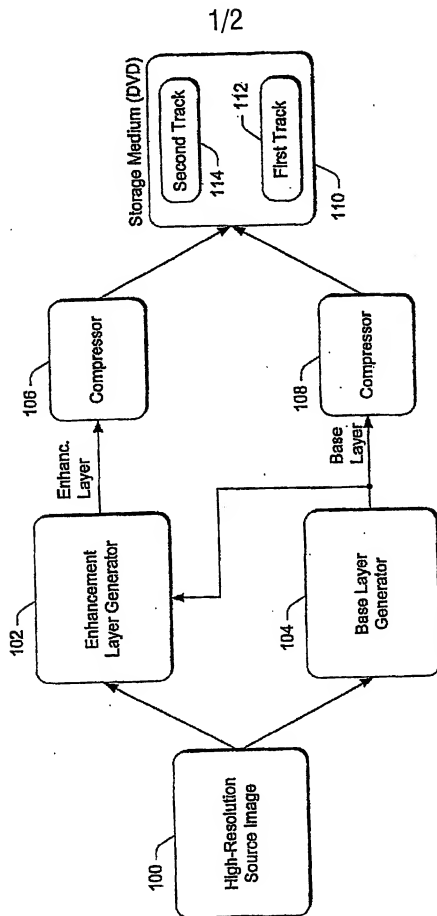 1/2
100
High-Resolution
Source Image
102
Enhancement
Layer Generator
104
Base Layer
Generator
Enhanc.
Layer
Base
Layer
106
Compressor
108
Compressor
Storage Medium (DVD)
Second Track
114
112
First Track
110